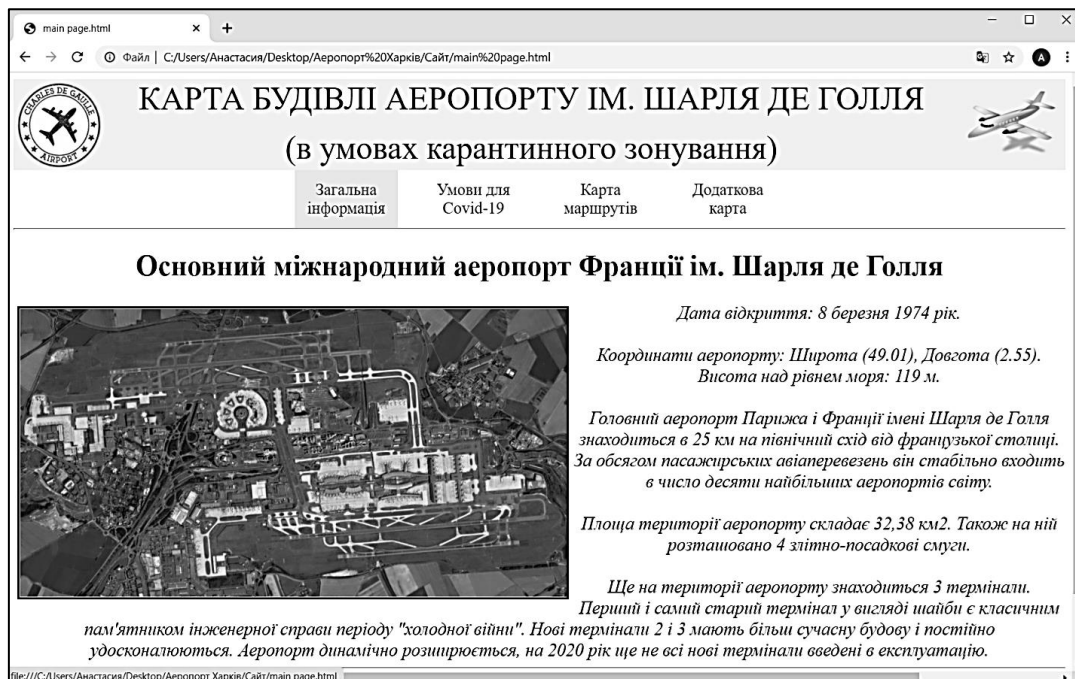 main page.html
Файл | C:/Users/Анастасия/Desktop/Аеропорт%20Харків/Сайт/main%20page.html
A
CHARLES DE GAULLE
AIRPORT
КАРТА БУДІВЛІ АЕРОПОРТУ ІМ. ШАРЛЯ ДЕ ГОЛЛЯ
(в умовах карантинного зонування)
Загальна
інформація
Умови для
Covid-19
Карта
маршрутів
Додаткова
карта
Основний міжнародний аеропорт Франції ім. Шарля де Голля
Дата відкриття: 8 березня 1974 рік.
Координати аеропорту: Широта (49.01), Довгота (2.55).
Висота над рівнем моря: 119 м.
Головний аеропорт Парижа і Франції імені Шарля де Голля
знаходиться в 25 км на північний схід від французької столиці.
За обсягом пасажирських авіаперевезень він стабільно входить
в число десяти найбільших аеропортів світу.
Площа території аеропорту складає 32,38 км2. Також на ній
розташовано 4 злітно-посадкові смуги.
Ще на території аеропорту знаходиться 3 термінали.
Перший і самий старий термінал у вигляді шайби є класичним
пам'ятником інженерної справи періоду "холодної війни". Нові термінали 2 і 3 мають більш сучасну будову і постійно
удосконалюються. Аеропорт динамічно розширюється, на 2020 рік ще не всі нові термінали введені в експлуатацію.
file:///C:/Users/Анастасия/Desktop/Аеропорт Харків/Сайт/main page.html